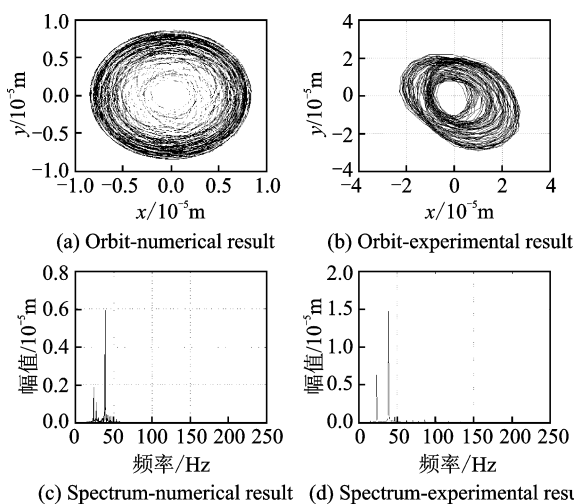 1.0
0.5
0.0
−0.5
−1.0
y/10⁻⁵m
−1.0 −0.5 0.0 0.5 1.0
x/10⁻⁵m
(a) Orbit-numerical result
4
2
0
−2
−4
y/10⁻⁵m
−4 −2 0 2 4
x/10⁻⁵m
(b) Orbit-experimental result
0.8
0.6
0.4
0.2
0.0
幅值/10⁻⁵m
0 50 100 150 200 250
频率/Hz
(c) Spectrum-numerical result
2.0
1.5
1.0
0.5
0.0
幅值/10⁻⁵m
0 50 100 150 200 250
频率/Hz
(d) Spectrum-experimental resu